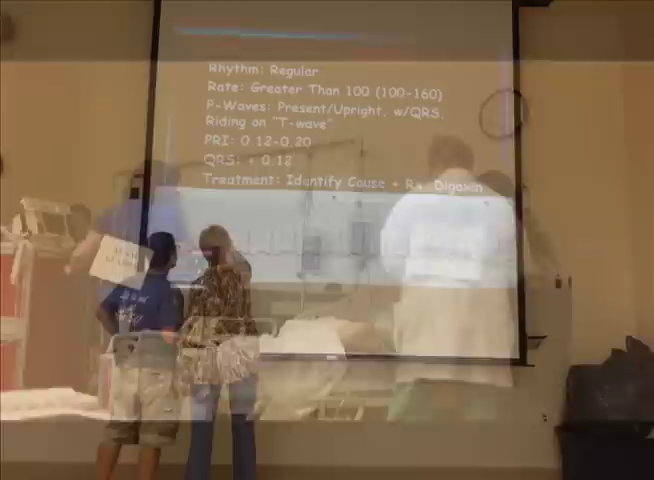 Rhythm: Regular
Rate: Greater Than 100 (100-160)
P-Waves: Present/Upright, w/QRS,
Riding on "T-wave"
PRI: 0.12-0.20
QRS: < 0.12
Treatment: Identify Cause + Rx, Digoxin